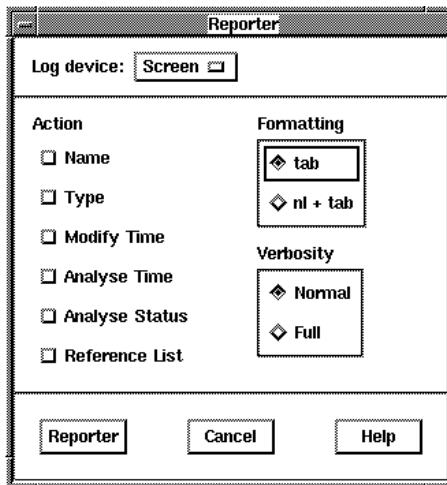 Reporter
Log device: Screen
Action
Name
Type
Modify Time
Analyse Time
Analyse Status
Reference List
Formatting
tab
nl + tab
Verbosity
Normal
Full
Reporter Cancel Help